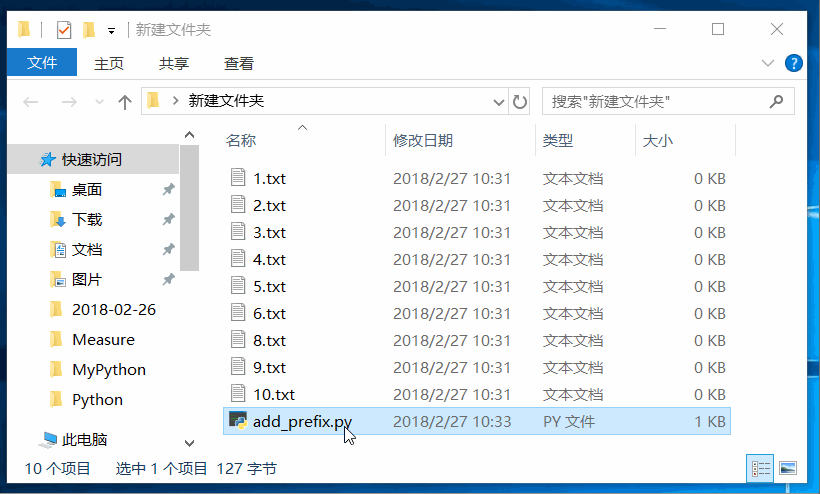 新建文件夹
文件 主页 共享 查看
新建文件夹 搜索"新建文件夹"
名称 修改日期 类型 大小
快速访问
桌面
下载
文档
图片
2018-02-26
Measure
MyPython
Python
此电脑
1.txt 2018/2/27 10:31 文本文档 0 KB
2.txt 2018/2/27 10:31 文本文档 0 KB
3.txt 2018/2/27 10:31 文本文档 0 KB
4.txt 2018/2/27 10:31 文本文档 0 KB
5.txt 2018/2/27 10:31 文本文档 0 KB
6.txt 2018/2/27 10:31 文本文档 0 KB
8.txt 2018/2/27 10:31 文本文档 0 KB
9.txt 2018/2/27 10:31 文本文档 0 KB
10.txt 2018/2/27 10:31 文本文档 0 KB
add_prefix.py 2018/2/27 10:33 PY 文件 1 KB
10 个项目 选中 1 个项目 127 字节